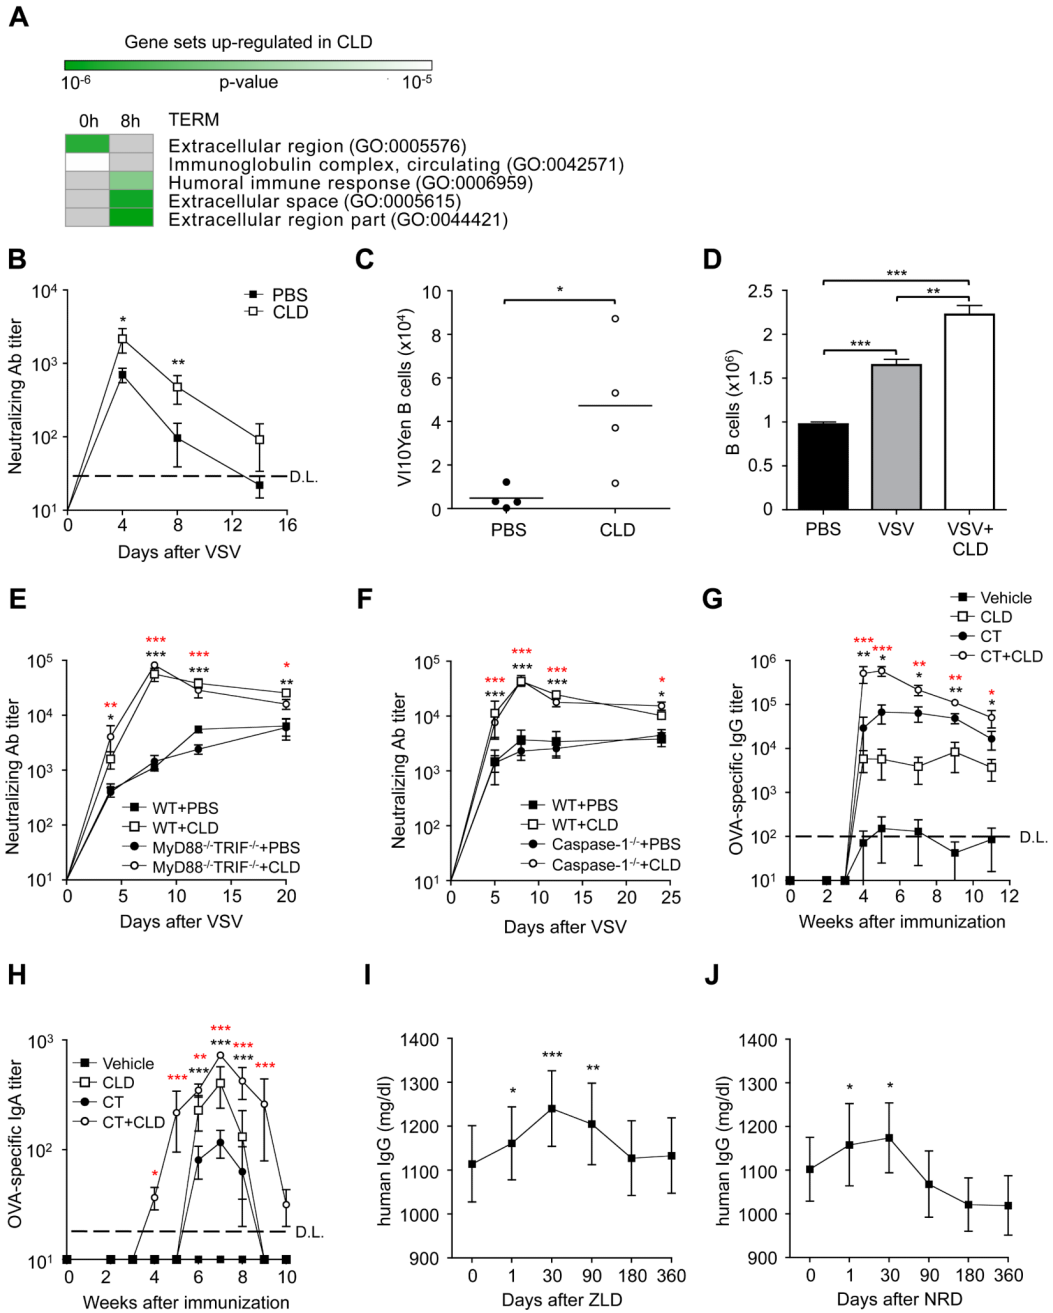 A
Gene sets up-regulated in CLD
10-6 p-value 10-5
0h 8h TERM
Extracellular region (GO:0005576)
Immunoglobulin complex, circulating (GO:0042571)
Humoral immune response (GO:0006959)
Extracellular space (GO:0005615)
Extracellular region part (GO:0044421)
B
Neutralizing Ab titer
104
103
102
101
PBS
CLD
*
**
D.L.
0 4 8 12 16
Days after VSV
C
VI10Yen B cells (x104)
10
8
6
4
2
0
*
PBS CLD
D
B cells (x106)
2.5
2
1.5
1
0.5
0
***
**
***
PBS VSV VSV+
CLD
E
Neutralizing Ab titer
105
104
103
102
101
** *** *** *
* *** *** **
WT+PBS
WT+CLD
MyD88-/-TRIF-/-+PBS
MyD88-/-TRIF-/-+CLD
0 5 10 15 20
Days after VSV
F
Neutralizing Ab titer
105
104
103
102
101
*** *** *** *
*** *** *** *
WT+PBS
WT+CLD
Caspase-1-/-+PBS
Caspase-1-/-+CLD
0 5 10 15 20 25
Days after VSV
G
Vehicle
CLD
CT
CT+CLD
OVA-specific IgG titer
106
105
104
103
102
101
*** *** ** ** *
** * * ** *
D.L.
0 2 4 6 8 10 12
Weeks after immunization
H
OVA-specific IgA titer
103
102
101
Vehicle
CLD
CT
CT+CLD
* *** ** *** *** ***
*** *** ***
D.L.
0 2 4 6 8 10
Weeks after immunization
I
human IgG (mg/dl)
1400
1300
1200
1100
1000
900
* *** **
0 1 30 90 180 360
Days after ZLD
J
human IgG (mg/dl)
1400
1300
1200
1100
1000
900
* *
0 1 30 90 180 360
Days after NRD